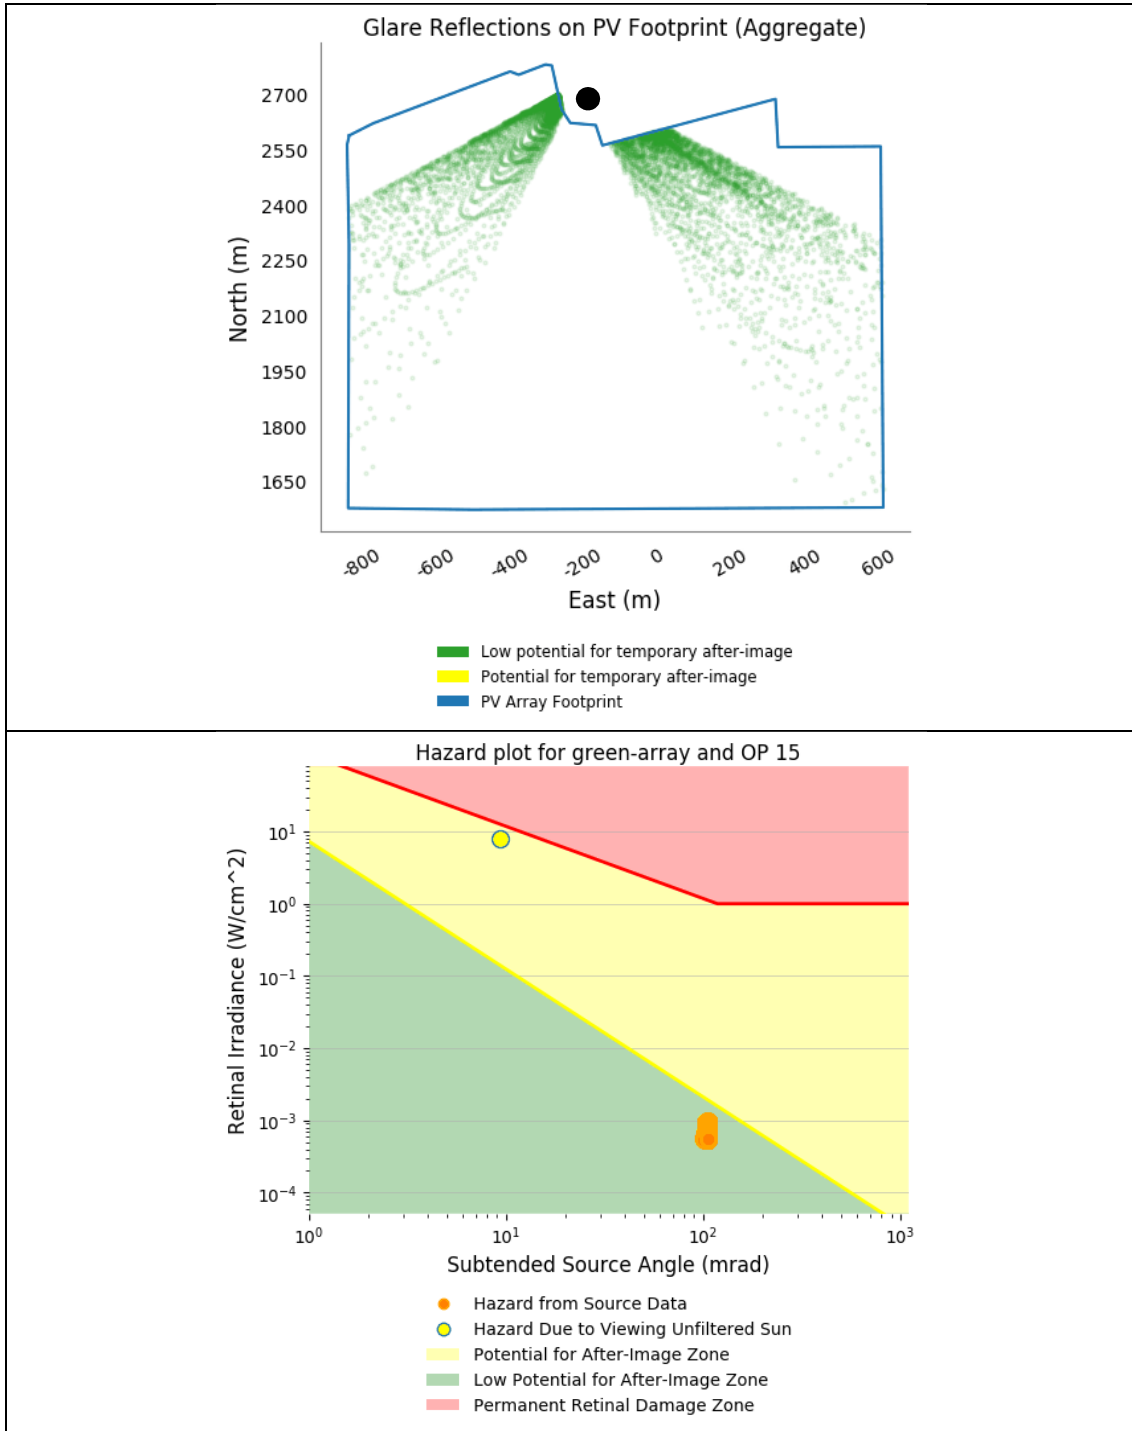 Glare Reflections on PV Footprint (Aggregate)
2700
2550
2400
2250
2100
1950
1800
1650
North (m)
-800 -600 -400 -200 0 200 400 600
East (m)
Low potential for temporary after-image
Potential for temporary after-image
PV Array Footprint
Hazard plot for green-array and OP 15
10^1
10^0
10^-1
10^-2
10^-3
10^-4
Retinal Irradiance (W/cm^2)
10^0 10^1 10^2 10^3
Subtended Source Angle (mrad)
Hazard from Source Data
Hazard Due to Viewing Unfiltered Sun
Potential for After-Image Zone
Low Potential for After-Image Zone
Permanent Retinal Damage Zone